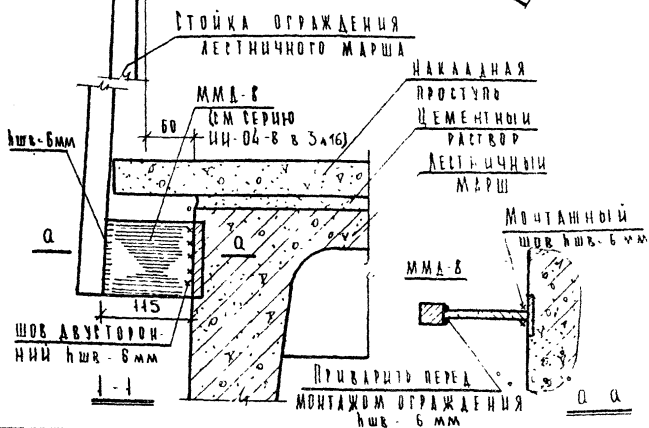 СТОЙКА ОГРАЖДЕНИЯ
ЛЕСТНИЧНОГО МАРША
ММД-8
(СМ СЕРИЮ
ИИ-04-8 В 3 Л16)
60
НАКЛАДНАЯ
ПРОСТУПЬ
ЦЕМЕНТНЫЙ
РАСТВОР
ЛЕСТНИЧНЫЙ
МАРШ
hшв-6мм
а
а
115
ШОВ ДВУСТОРОН-
НИЙ hшв-6мм
1-1
МОНТАЖНЫЙ
ШОВ hшв-6 мм
ММД-8
ПРИВАРИТЬ ПЕРЕД
МОНТАЖОМ ОГРАЖДЕНИЯ
hшв-6 мм
а а